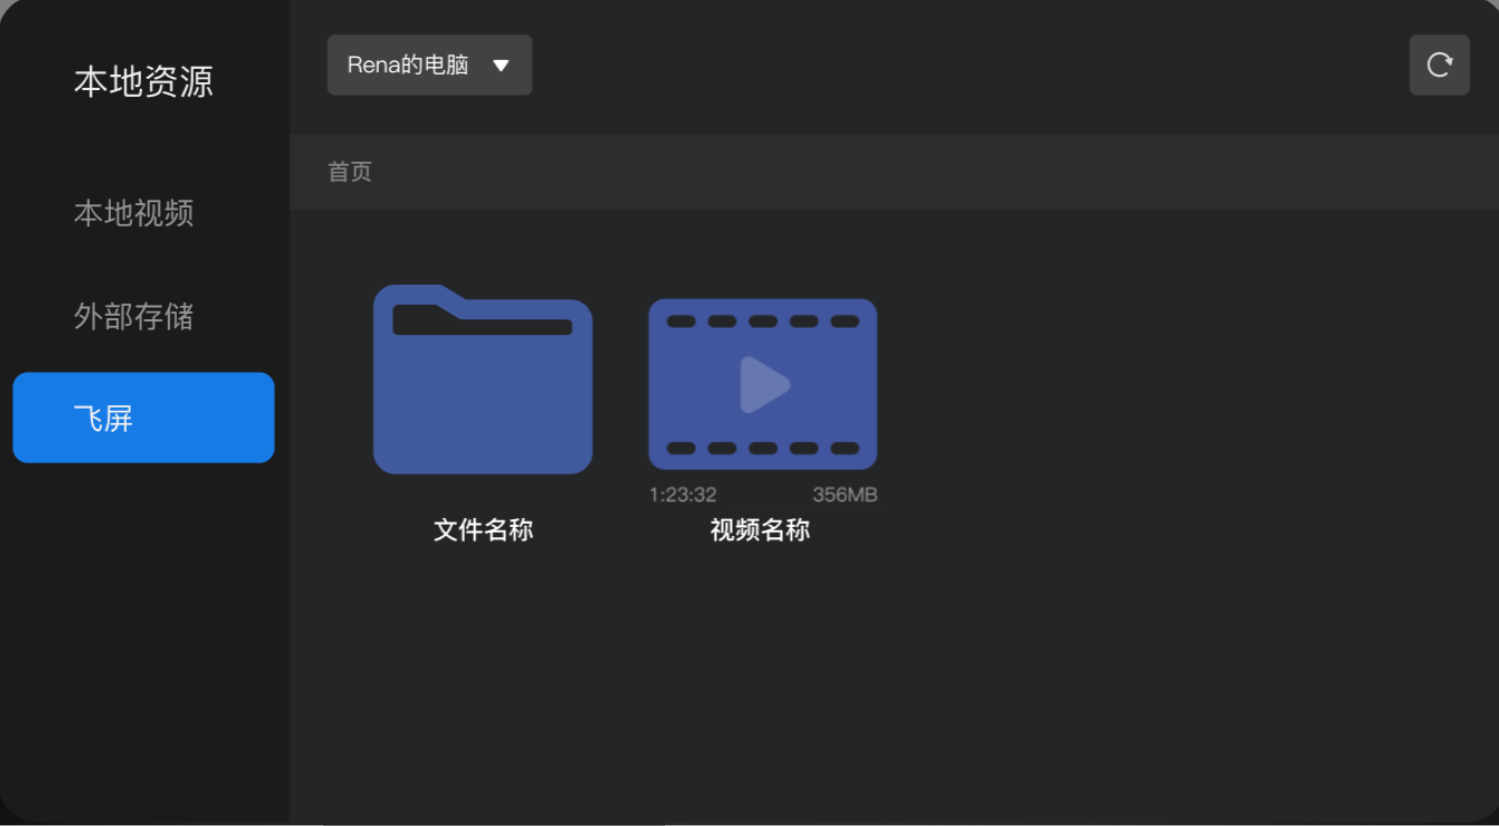 本地资源
本地视频
外部存储
飞屏
Rena的电脑
首页
文件名称
1:23:32
356MB
视频名称